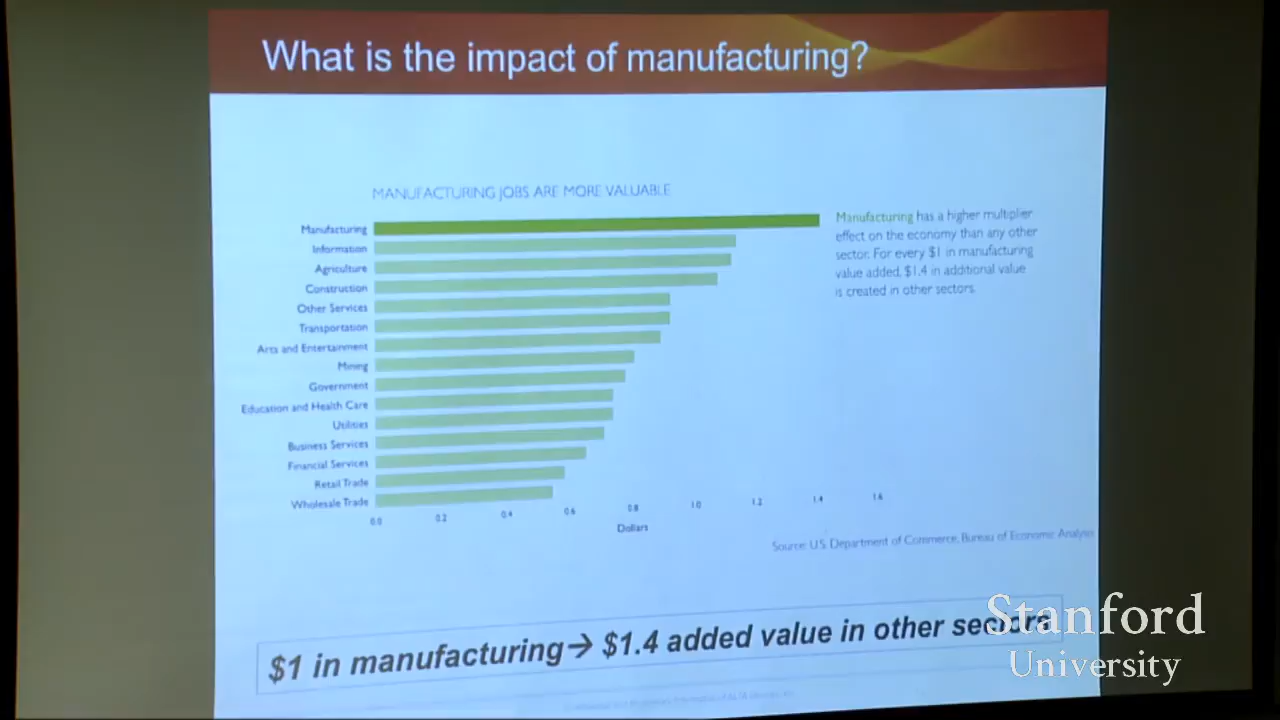 What is the impact of manufacturing?
MANUFACTURING JOBS ARE MORE VALUABLE
Manufacturing
Information
Agriculture
Construction
Other Services
Transportation
Arts and Entertainment
Mining
Government
Education and Health Care
Utilities
Business Services
Financial Services
Retail Trade
Wholesale Trade
0.0 0.2 0.4 0.6 0.8 1.0 1.2 1.4 1.6
Dollars
Manufacturing has a higher multiplier
effect on the economy than any other
sector. For every $1 in manufacturing
value added, $1.4 in additional value
is created in other sectors.
Source: U.S. Department of Commerce, Bureau of Economic Analysis
$1 in manufacturing→ $1.4 added value in other sectors
Stanford
University